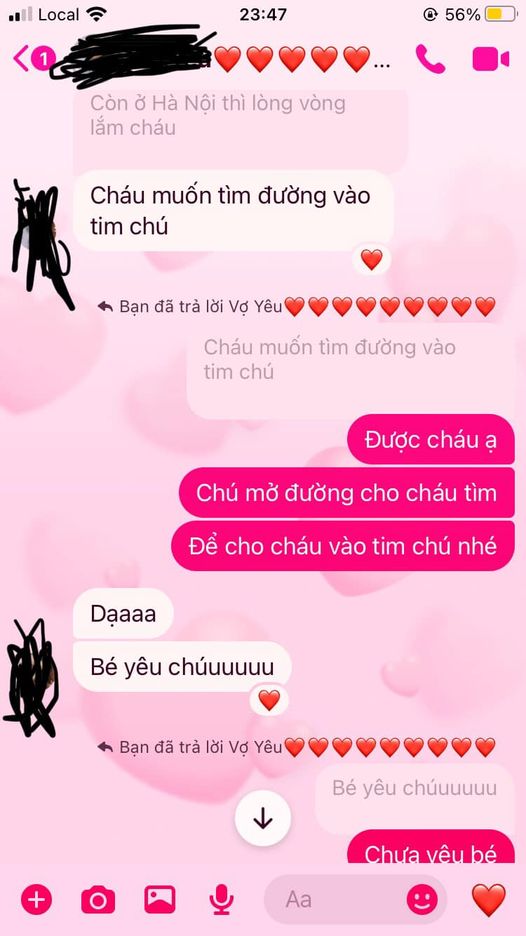 Local 23:47 56%
1 ❤️❤️❤️❤️❤️...
Còn ở Hà Nội thì lòng vòng
lắm cháu
Cháu muốn tìm đường vào
tim chú
Bạn đã trả lời Vợ Yêu❤️❤️❤️❤️❤️❤️❤️❤️❤️
Cháu muốn tìm đường vào
tim chú
Được cháu ạ
Chú mở đường cho cháu tìm
Để cho cháu vào tim chú nhé
Dạaaa
Bé yêu chúuuuuu
Bạn đã trả lời Vợ Yêu❤️❤️❤️❤️❤️❤️❤️❤️❤️
Bé yêu chúuuuuu
Chưa yêu bé
Aa